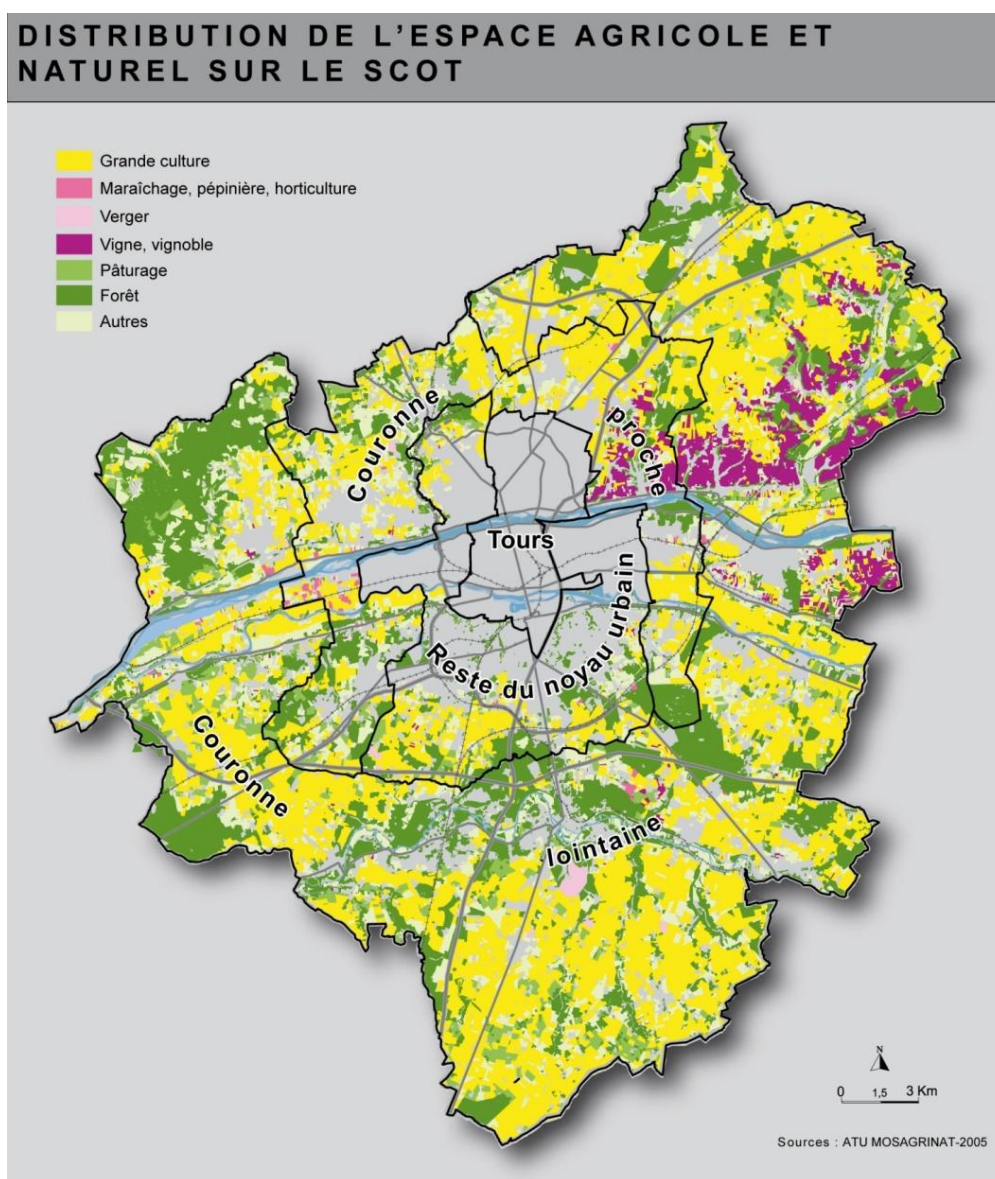 DISTRIBUTION DE L'ESPACE AGRICOLE ET
NATUREL SUR LE SCOT
Grande culture
Maraîchage, pépinière, horticulture
Verger
Vigne, vignoble
Pâturage
Forêt
Autres
Couronne
proche
Tours
Reste du noyau urbain
Couronne
lointaine
N
0 1,5 3 Km
Sources : ATU MOSAGRINAT-2005